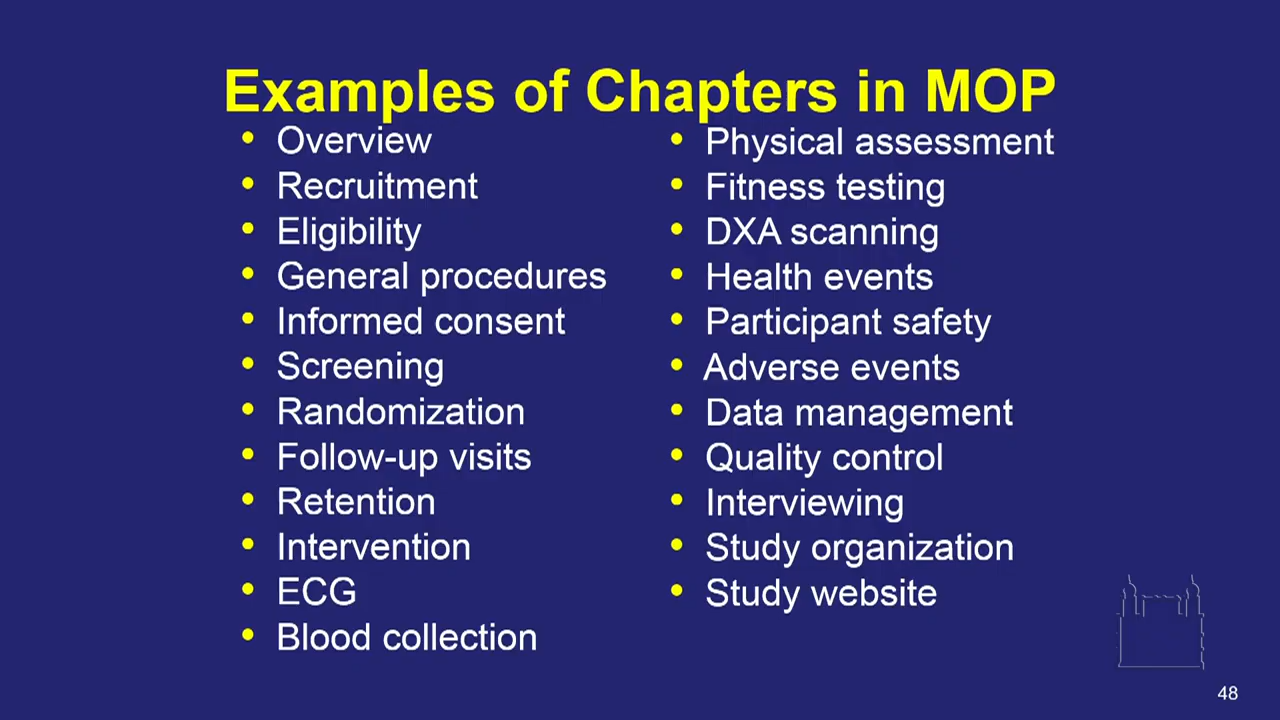 Examples of Chapters in MOP
• Overview
• Recruitment
• Eligibility
• General procedures
• Informed consent
• Screening
• Randomization
• Follow-up visits
• Retention
• Intervention
• ECG
• Blood collection
• Physical assessment
• Fitness testing
• DXA scanning
• Health events
• Participant safety
• Adverse events
• Data management
• Quality control
• Interviewing
• Study organization
• Study website
48